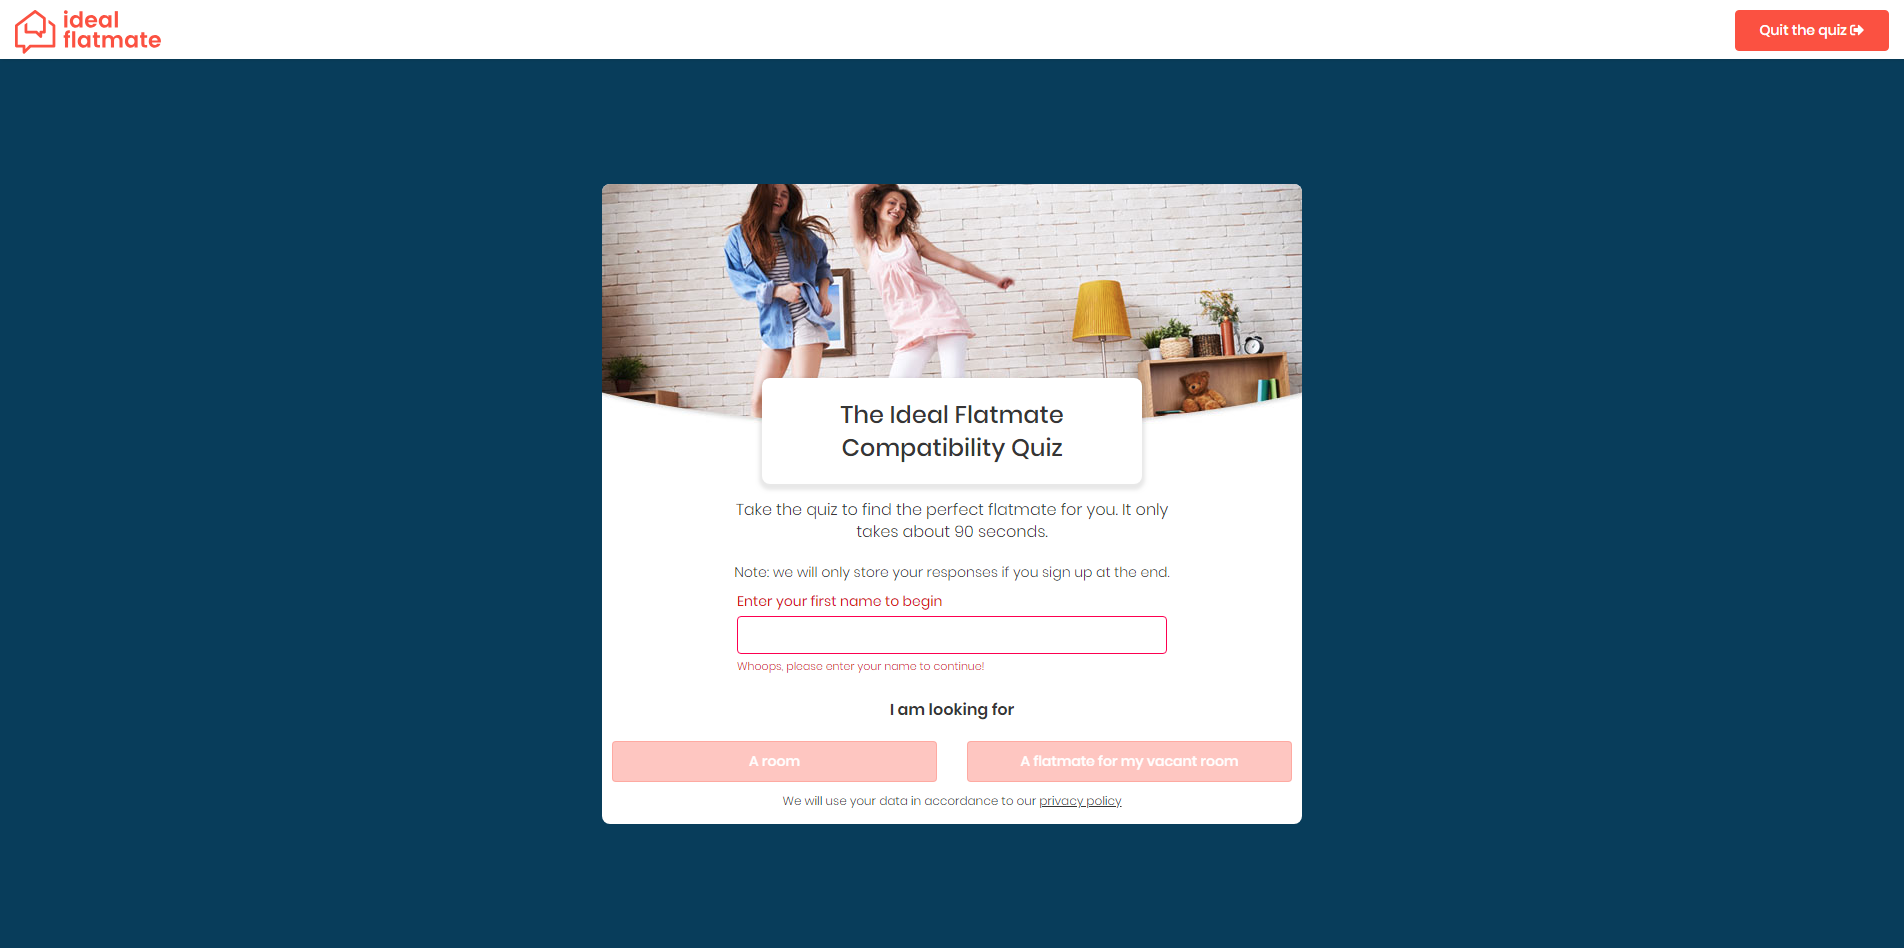 ideal
flatmate
Quit the quiz
The Ideal Flatmate
Compatibility Quiz
Take the quiz to find the perfect flatmate for you. It only
takes about 90 seconds.
Note: we will only store your responses if you sign up at the end.
Enter your first name to begin
Whoops, please enter your name to continue!
I am looking for
A room
A flatmate for my vacant room
We will use your data in accordance to our privacy policy